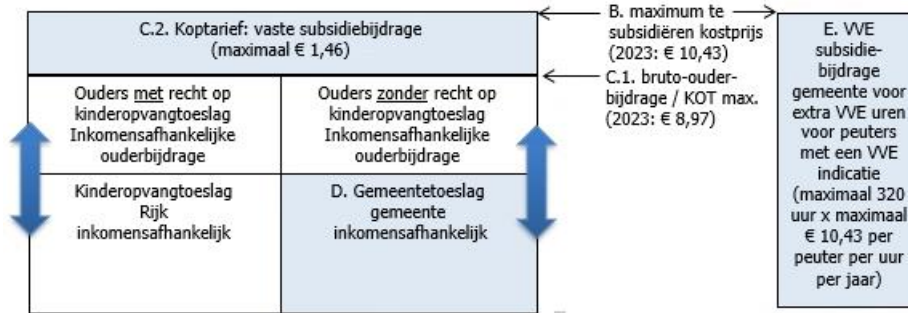 C.2. Koptarief: vaste subsidiebijdrage
(maximaal € 1,46)
Ouders met recht op
kinderopvangtoeslag
Inkomensafhankelijke
ouderbijdrage
Ouders zonder recht op
kinderopvangtoeslag
Inkomensafhankelijke
ouderbijdrage
Kinderopvangtoeslag
Rijk
inkomensafhankelijk
D. Gemeentetoeslag
gemeente
inkomensafhankelijk
B. maximum te
subsidiëren kostprijs
(2023: € 10,43)
C.1. bruto-ouder-
bijdrage / KOT max.
(2023: € 8,97)
E. VVE
subsidie-
bijdrage
gemeente voor
extra VVE uren
voor peuters
met een VVE
indicatie
(maximaal 320
uur x maximaal
€ 10,43 per
peuter per uur
per jaar)